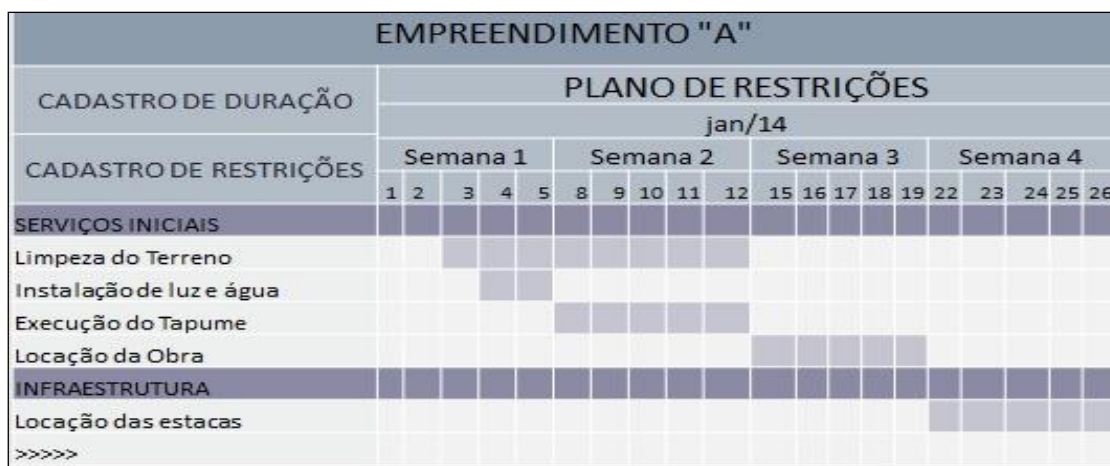 EMPREENDIMENTO "A"
CADASTRO DE DURAÇÃO
PLANO DE RESTRIÇÕES
jan/14
CADASTRO DE RESTRIÇÕES
Semana 1 Semana 2 Semana 3 Semana 4
1 2 3 4 5 8 9 10 11 12 15 16 17 18 19 22 23 24 25 26
SERVIÇOS INICIAIS
Limpeza do Terreno
Instalação de luz e água
Execução do Tapume
Locação da Obra
INFRAESTRUTURA
Locação das estacas
>>>>>